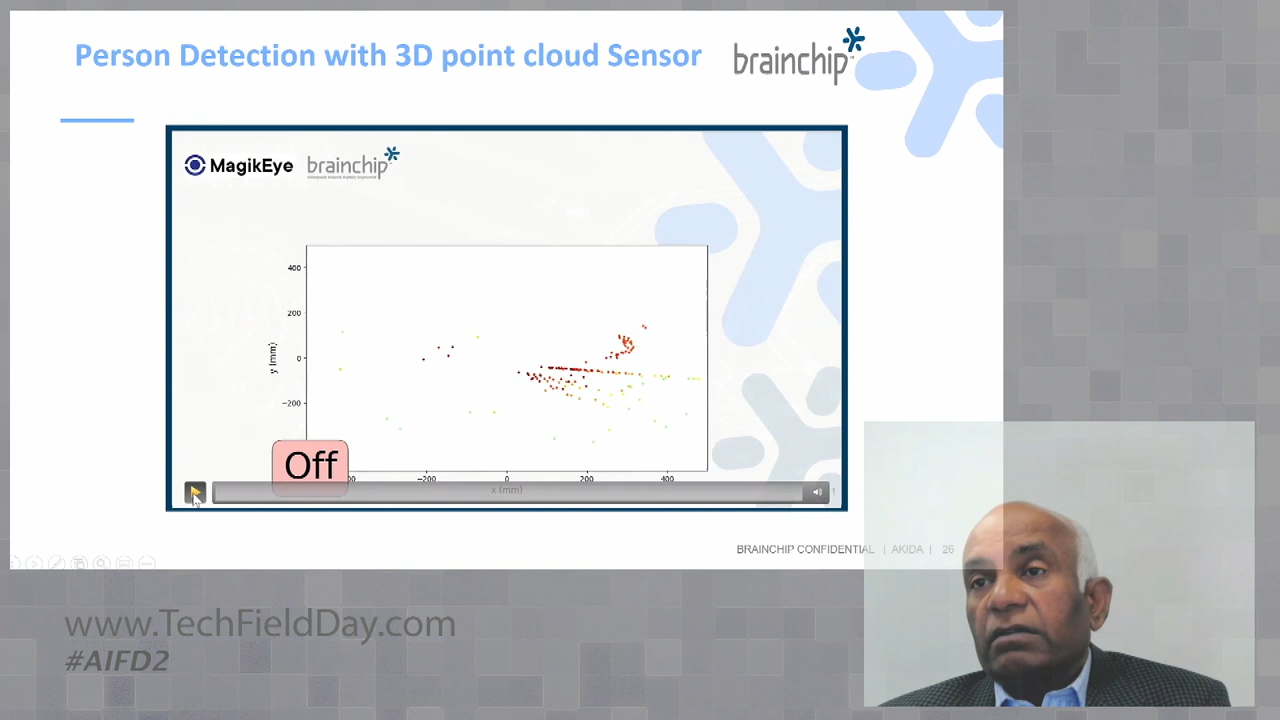 Person Detection with 3D point cloud Sensor
brainchip
MagikEye
brainchip
400
200
0
−200
y (mm)
Off
−200
0
200
400
x (mm)
BRAINCHIP CONFIDENTIAL | AKIDA | 26
www.TechFieldDay.com
#AIFD2